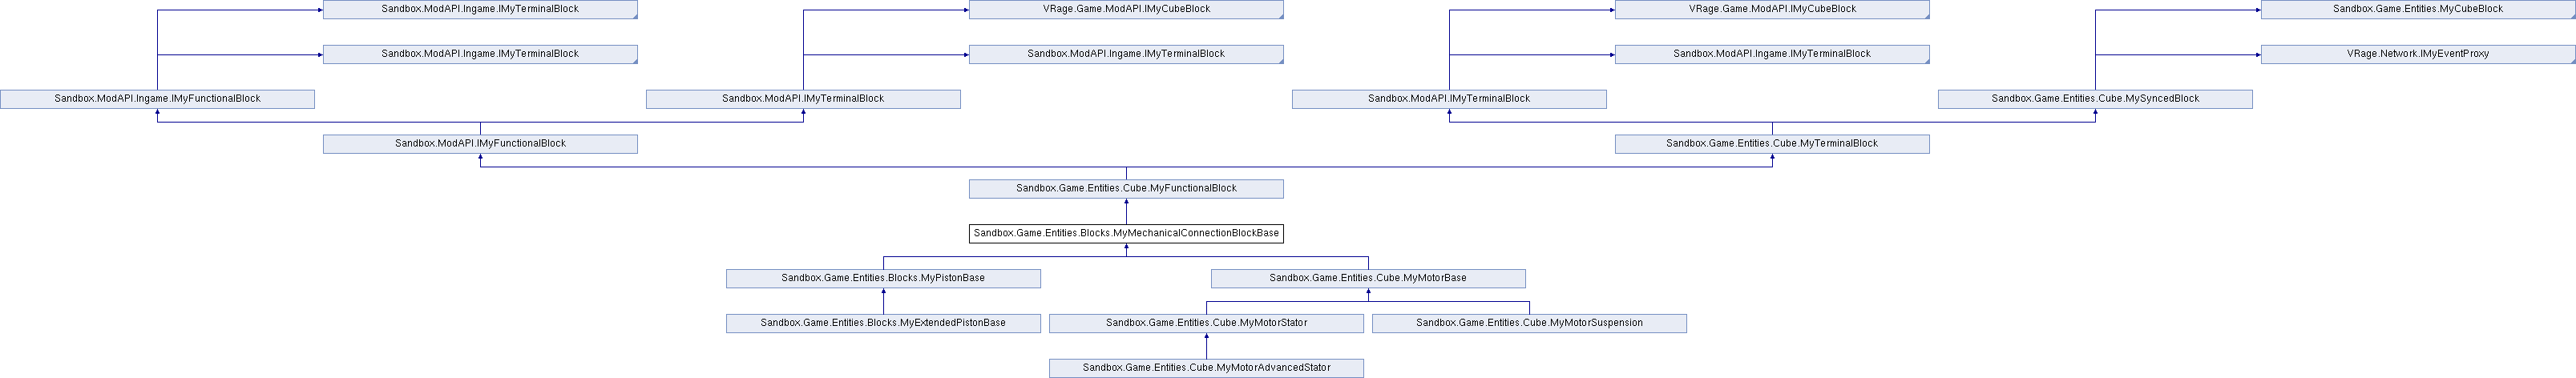 Sandbox.ModAPI.Ingame.IMyTerminalBlock
VRage.Game.ModAPI.IMyCubeBlock
VRage.Game.ModAPI.IMyCubeBlock
Sandbox.Game.Entities.MyCubeBlock
Sandbox.ModAPI.Ingame.IMyTerminalBlock
Sandbox.ModAPI.Ingame.IMyTerminalBlock
Sandbox.ModAPI.Ingame.IMyTerminalBlock
VRage.Network.IMyEventProxy
Sandbox.ModAPI.Ingame.IMyFunctionalBlock
Sandbox.ModAPI.IMyTerminalBlock
Sandbox.ModAPI.IMyTerminalBlock
Sandbox.Game.Entities.Cube.MySyncedBlock
Sandbox.ModAPI.IMyFunctionalBlock
Sandbox.Game.Entities.Cube.MyTerminalBlock
Sandbox.Game.Entities.Cube.MyFunctionalBlock
Sandbox.Game.Entities.Blocks.MyMechanicalConnectionBlockBase
Sandbox.Game.Entities.Blocks.MyPistonBase
Sandbox.Game.Entities.Cube.MyMotorBase
Sandbox.Game.Entities.Blocks.MyExtendedPistonBase
Sandbox.Game.Entities.Cube.MyMotorStator
Sandbox.Game.Entities.Cube.MyMotorSuspension
Sandbox.Game.Entities.Cube.MyMotorAdvancedStator